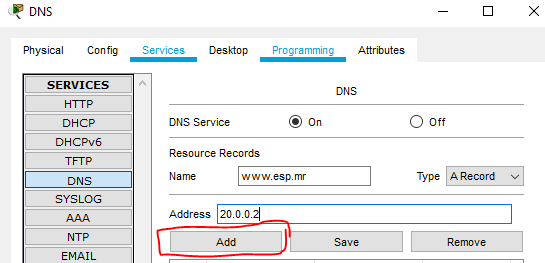 DNS
Physical Config Services Desktop Programming Attributes
SERVICES
HTTP
DHCP
DHCPv6
TFTP
DNS
SYSLOG
AAA
NTP
EMAIL
DNS
DNS Service On Off
Resource Records
Name www.esp.mr Type A Record
Address 20.0.0.2
Add Save Remove